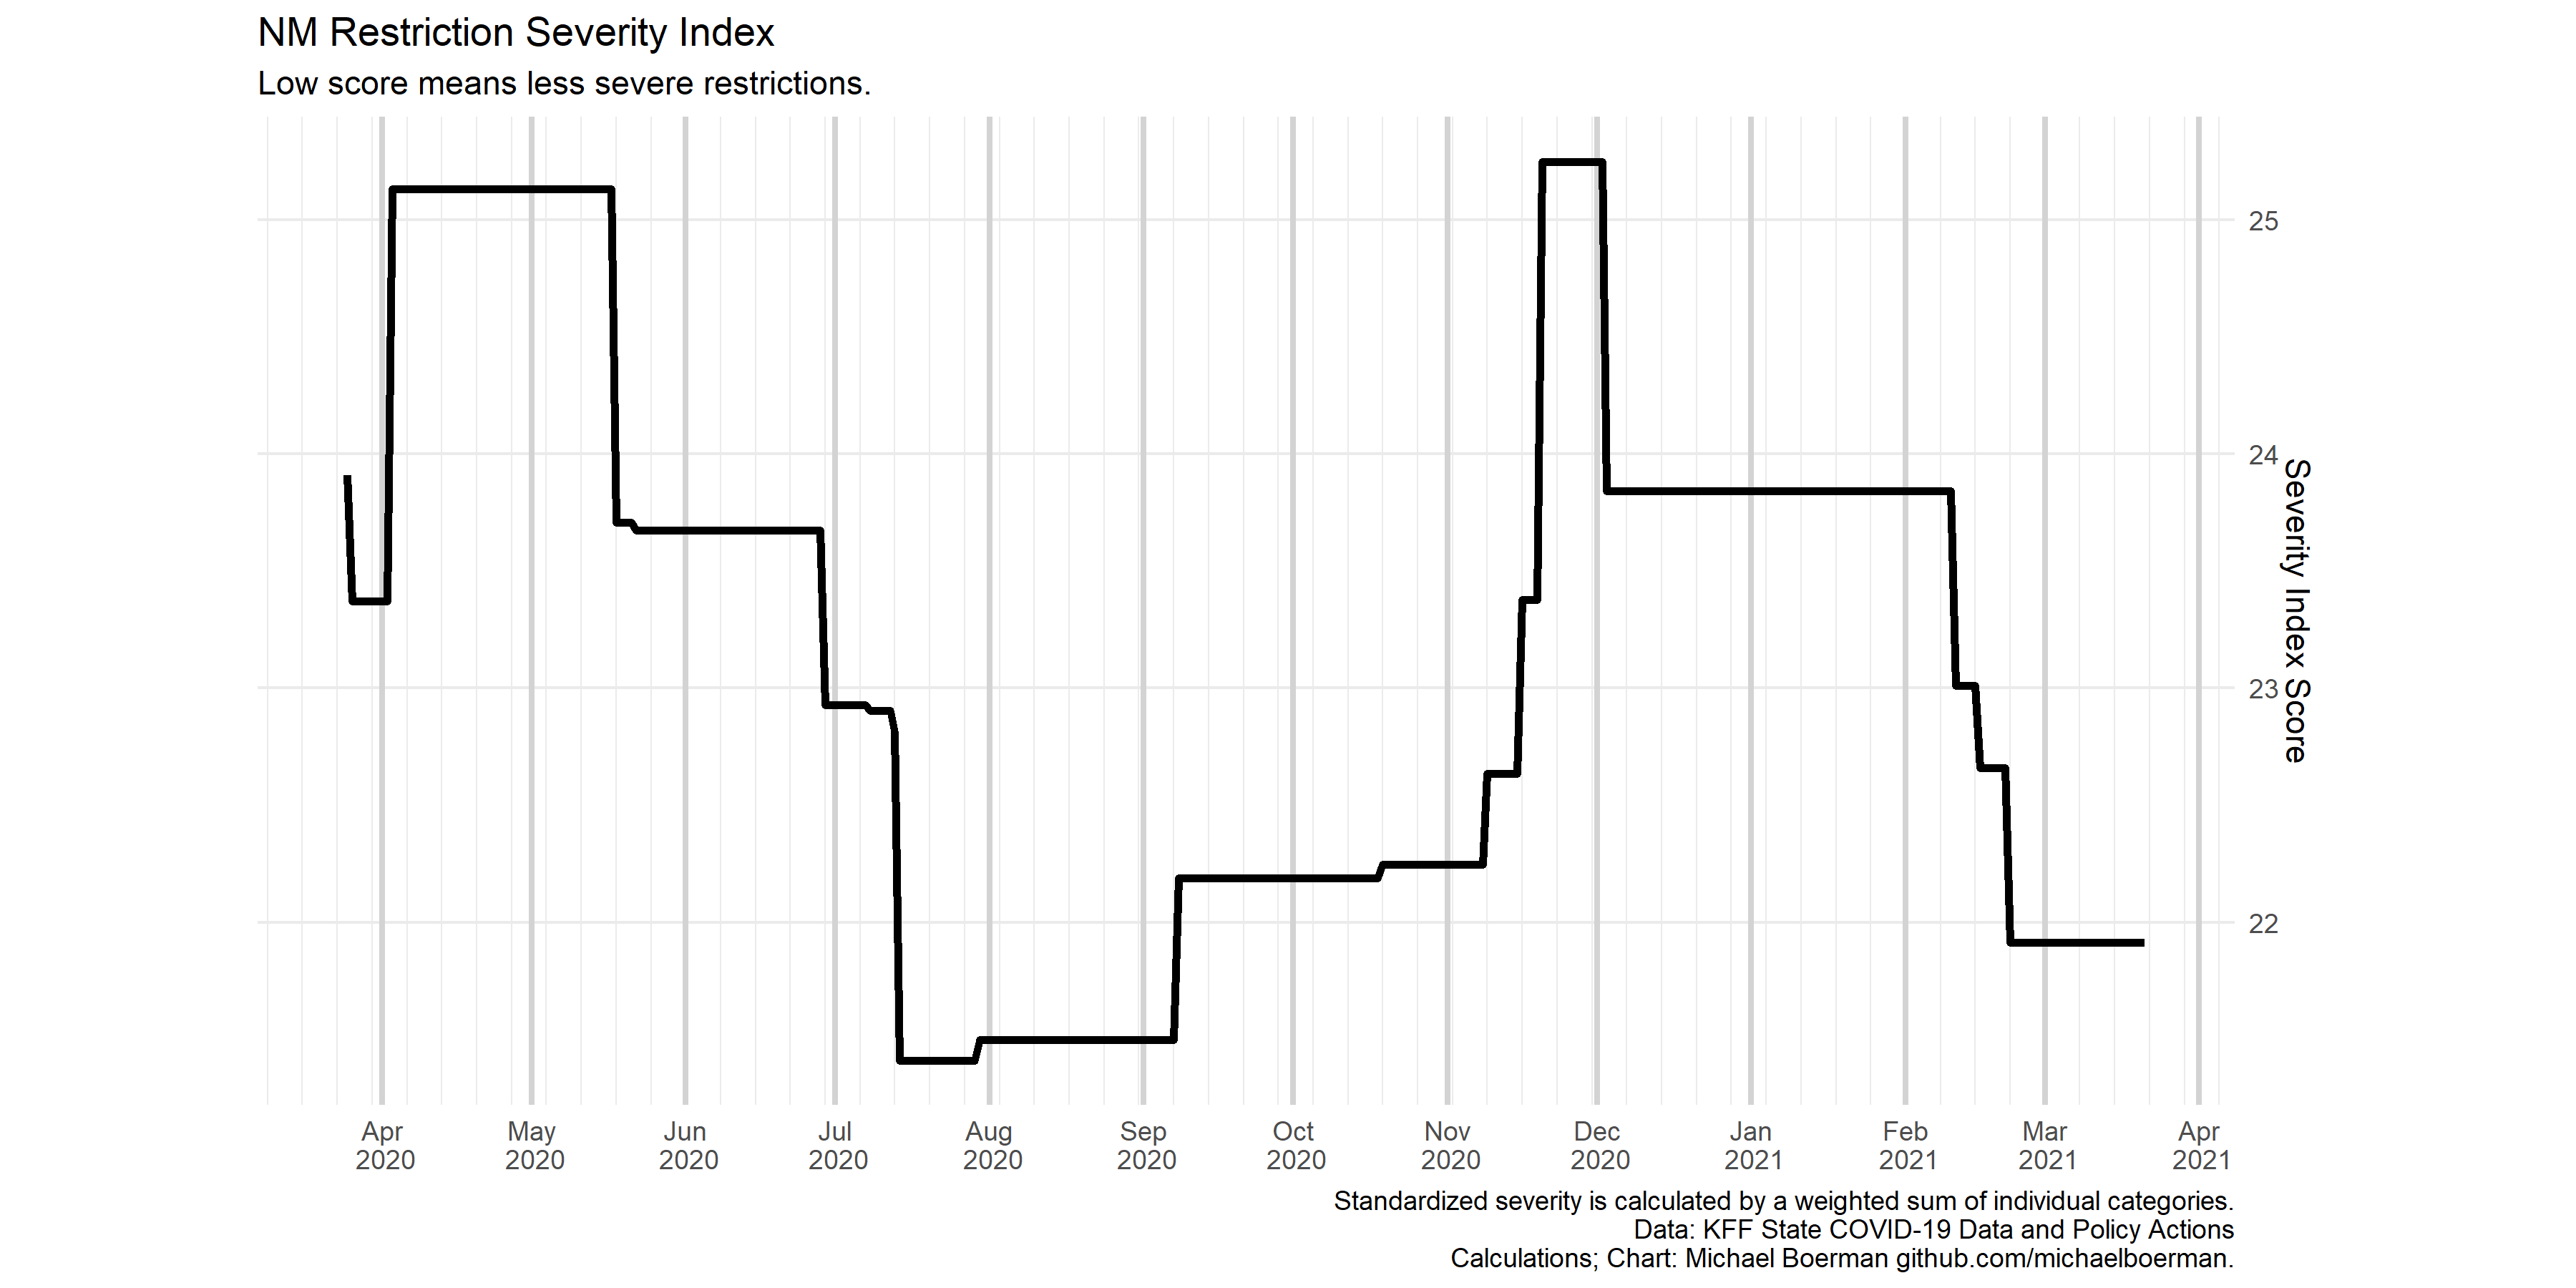 NM Restriction Severity Index
Low score means less severe restrictions.
25
24
23
22
Severity Index Score
Apr
2020
May
2020
Jun
2020
Jul
2020
Aug
2020
Sep
2020
Oct
2020
Nov
2020
Dec
2020
Jan
2021
Feb
2021
Mar
2021
Apr
2021
Standardized severity is calculated by a weighted sum of individual categories.
Data: KFF State COVID-19 Data and Policy Actions
Calculations; Chart: Michael Boerman github.com/michaelboerman.